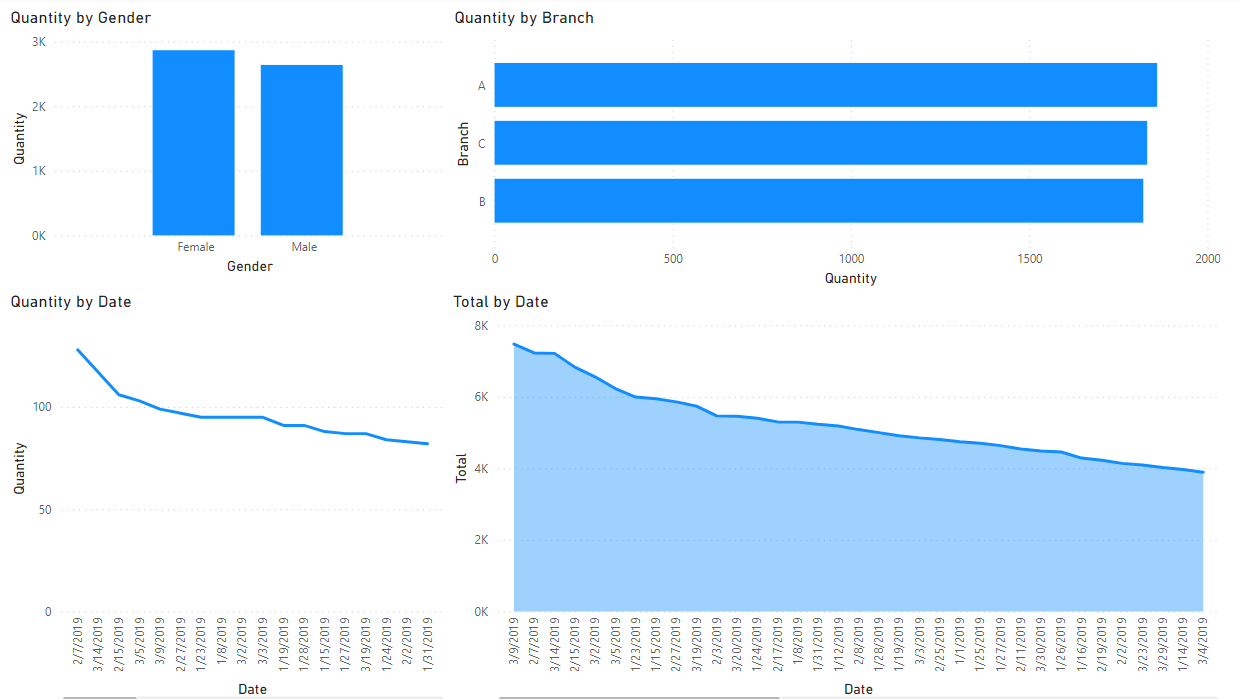 Quantity by Gender
3K
2K
1K
0K
Quantity
Female Male
Gender
Quantity by Branch
A
C
B
Branch
0 500 1000 1500 2000
Quantity
Quantity by Date
100
50
0
Quantity
2/7/2019
3/14/2019
2/15/2019
3/5/2019
3/9/2019
2/27/2019
1/23/2019
1/8/2019
3/2/2019
3/3/2019
1/19/2019
1/28/2019
1/15/2019
1/27/2019
3/19/2019
1/24/2019
2/2/2019
1/31/2019
Date
Total by Date
8K
6K
4K
2K
0K
Total
3/9/2019
2/7/2019
3/14/2019
2/15/2019
3/2/2019
3/5/2019
1/23/2019
1/15/2019
2/27/2019
3/19/2019
2/3/2019
3/20/2019
1/24/2019
2/17/2019
1/8/2019
1/31/2019
1/12/2019
2/8/2019
1/28/2019
1/19/2019
3/3/2019
2/25/2019
1/1/2019
1/25/2019
1/27/2019
2/11/2019
3/30/2019
1/26/2019
1/16/2019
2/19/2019
2/2/2019
3/23/2019
3/29/2019
1/14/2019
3/4/2019
Date